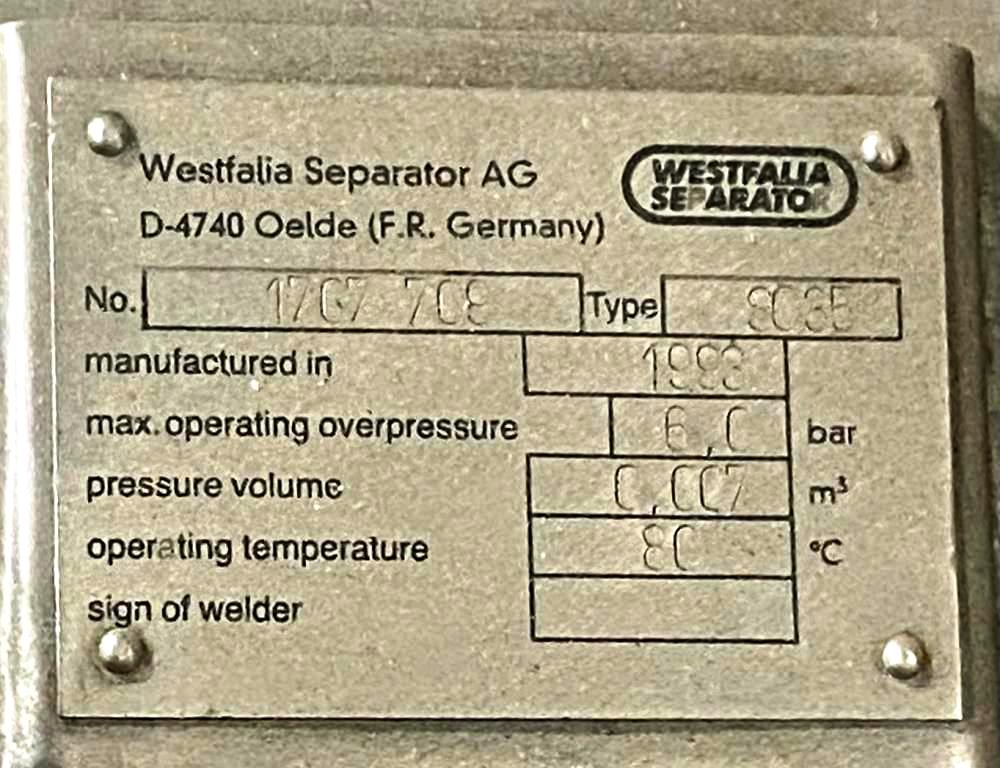 Westfalia Separator AG
D-4740 Oelde (F.R. Germany)
WESTFALIA
SEPARATOR
No. Type
manufactured in 1993
max. operating overpressure 6,0 bar
pressure volume 0,007 m³
operating temperature 80 °C
sign of welder